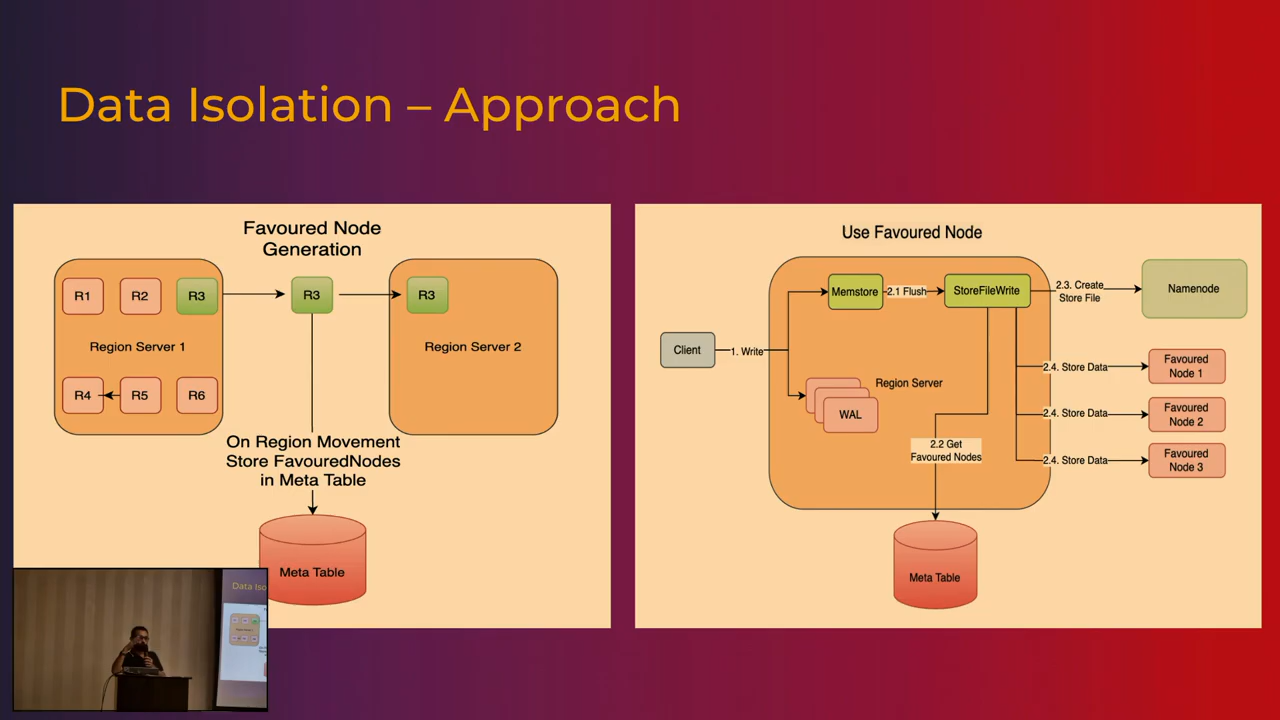 Data Isolation – Approach
Favoured Node
Generation
R1
R2
R3
R3
R3
Region Server 1
Region Server 2
R4
R5
R6
On Region Movement
Store FavouredNodes
in Meta Table
Meta Table
Data Iso
Use Favoured Node
Memstore
2.1 Flush
StoreFileWrite
2.3. Create
Store File
Namenode
Client
1. Write
Region Server
WAL
2.4. Store Data
Favoured
Node 1
2.4. Store Data
Favoured
Node 2
2.2 Get
Favoured Nodes
2.4. Store Data
Favoured
Node 3
Meta Table